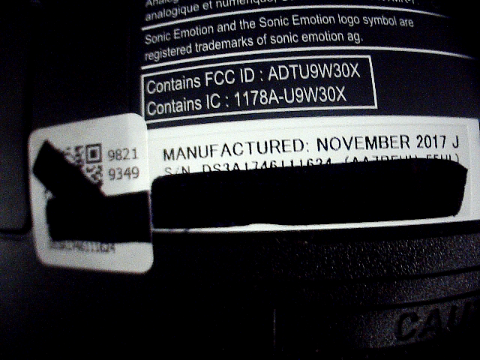 analogique et numérique,
Sonic Emotion and the Sonic Emotion logo symbol are
registered trademarks of sonic emotion ag.
Contains FCC ID : ADTU9W30X
Contains IC : 1178A-U9W30X
9821
9349
MANUFACTURED: NOVEMBER 2017 J
S/N
CAU